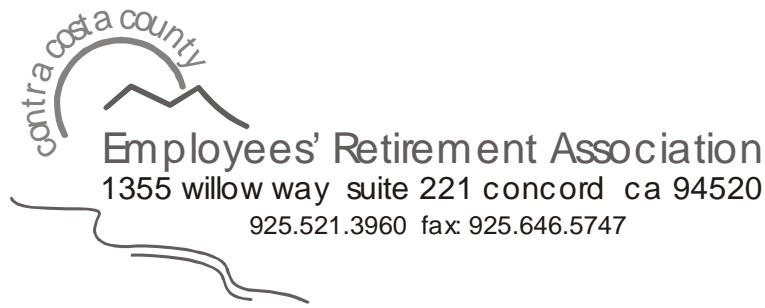 contra costa county
Employees’ Retirement Association
1355 willow way suite 221 concord ca 94520
925.521.3960 fax: 925.646.5747